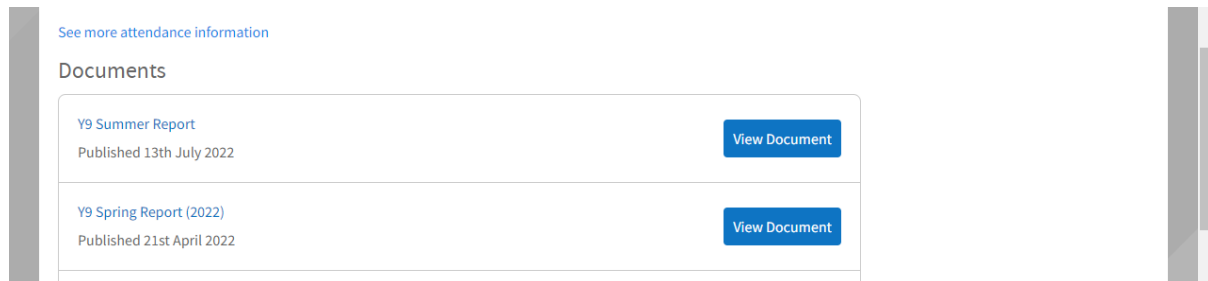 See more attendance information
Documents
Y9 Summer Report
View Document
Published 13th July 2022
Y9 Spring Report (2022)
View Document
Published 21st April 2022